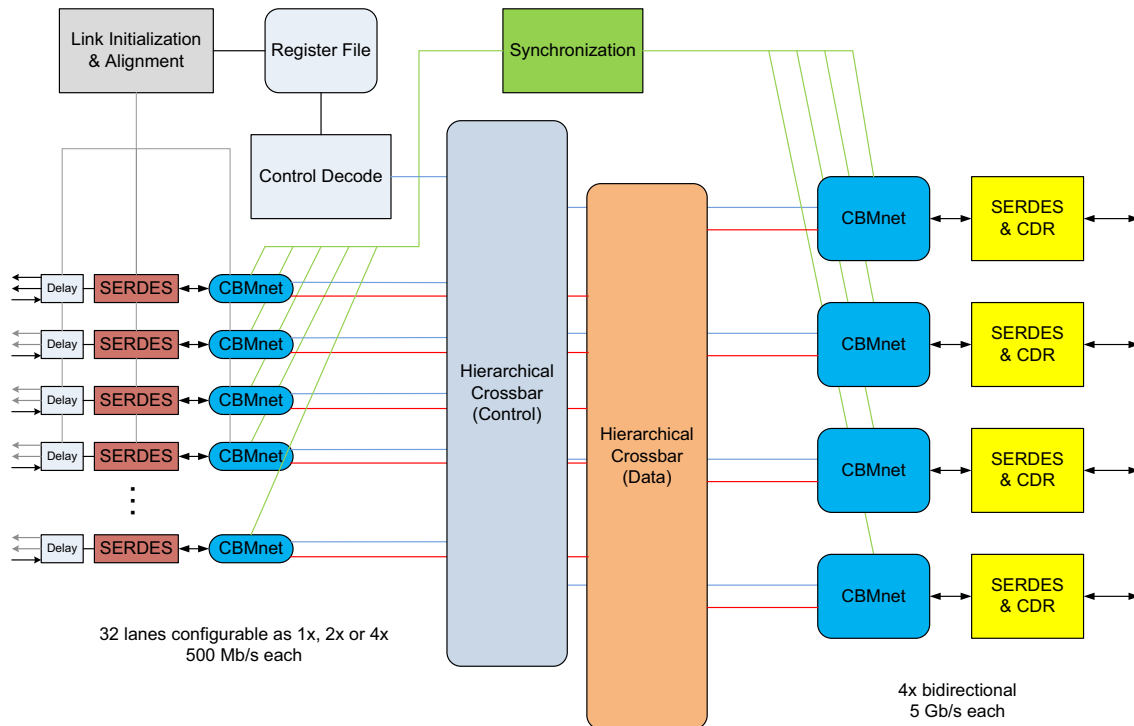 Link Initialization
& Alignment
Register File
Synchronization
Control Decode
Delay
SERDES
CBMnet
Delay
SERDES
CBMnet
Delay
SERDES
CBMnet
Delay
SERDES
CBMnet
Delay
SERDES
CBMnet
32 lanes configurable as 1x, 2x or 4x
500 Mb/s each
Hierarchical
Crossbar
(Control)
Hierarchical
Crossbar
(Data)
CBMnet
SERDES
& CDR
CBMnet
SERDES
& CDR
CBMnet
SERDES
& CDR
CBMnet
SERDES
& CDR
4x bidirectional
5 Gb/s each